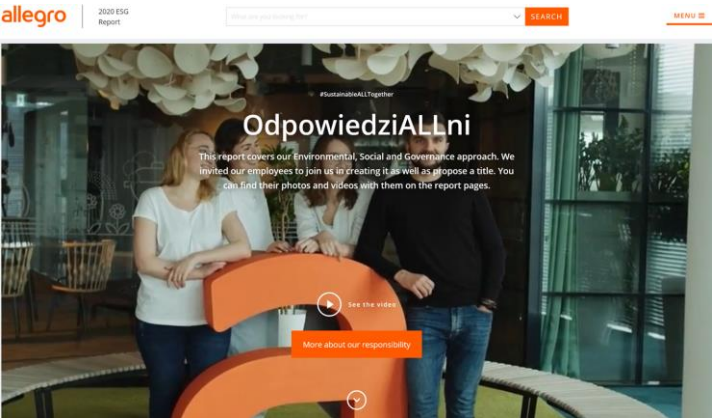 allegro
2020 ESG
Report
What are you looking for?
SEARCH
MENU
#SustainableALLTogether
OdpowiedziALLni
This report covers our Environmental, Social and Governance approach. We
invited our employees to join us in creating it as well as propose a title. You
can find their photos and videos with them on the report pages.
See the video
More about our responsibility